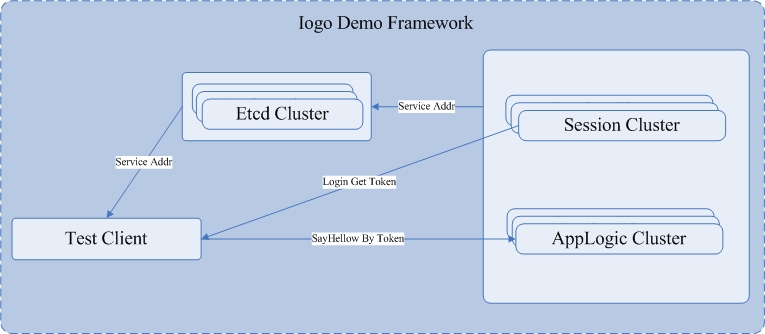 Iogo Demo Framework
Etcd Cluster
Service Addr
Session Cluster
Service Addr
Login Get Token
Test Client
SayHellow By Token
AppLogic Cluster